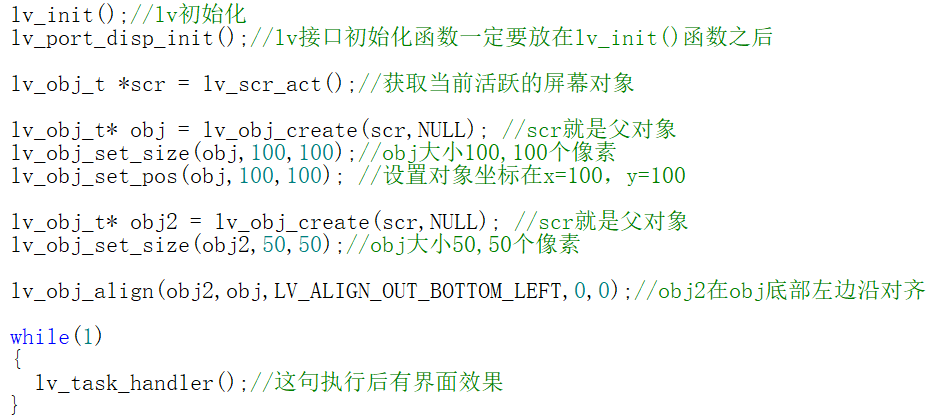 lv_init();//lv初始化
lv_port_disp_init();//lv接口初始化函数一定要放在lv_init()函数之后
lv_obj_t *scr = lv_scr_act();//获取当前活跃的屏幕对象
lv_obj_t* obj = lv_obj_create(scr,NULL); //scr就是父对象
lv_obj_set_size(obj,100,100);//obj大小100,100个像素
lv_obj_set_pos(obj,100,100); //设置对象坐标在x=100，y=100
lv_obj_t* obj2 = lv_obj_create(scr,NULL); //scr就是父对象
lv_obj_set_size(obj2,50,50);//obj大小50,50个像素
lv_obj_align(obj2,obj,LV_ALIGN_OUT_BOTTOM_LEFT,0,0);//obj2在obj底部左边沿对齐
while(1)
{
  lv_task_handler();//这句执行后有界面效果
}